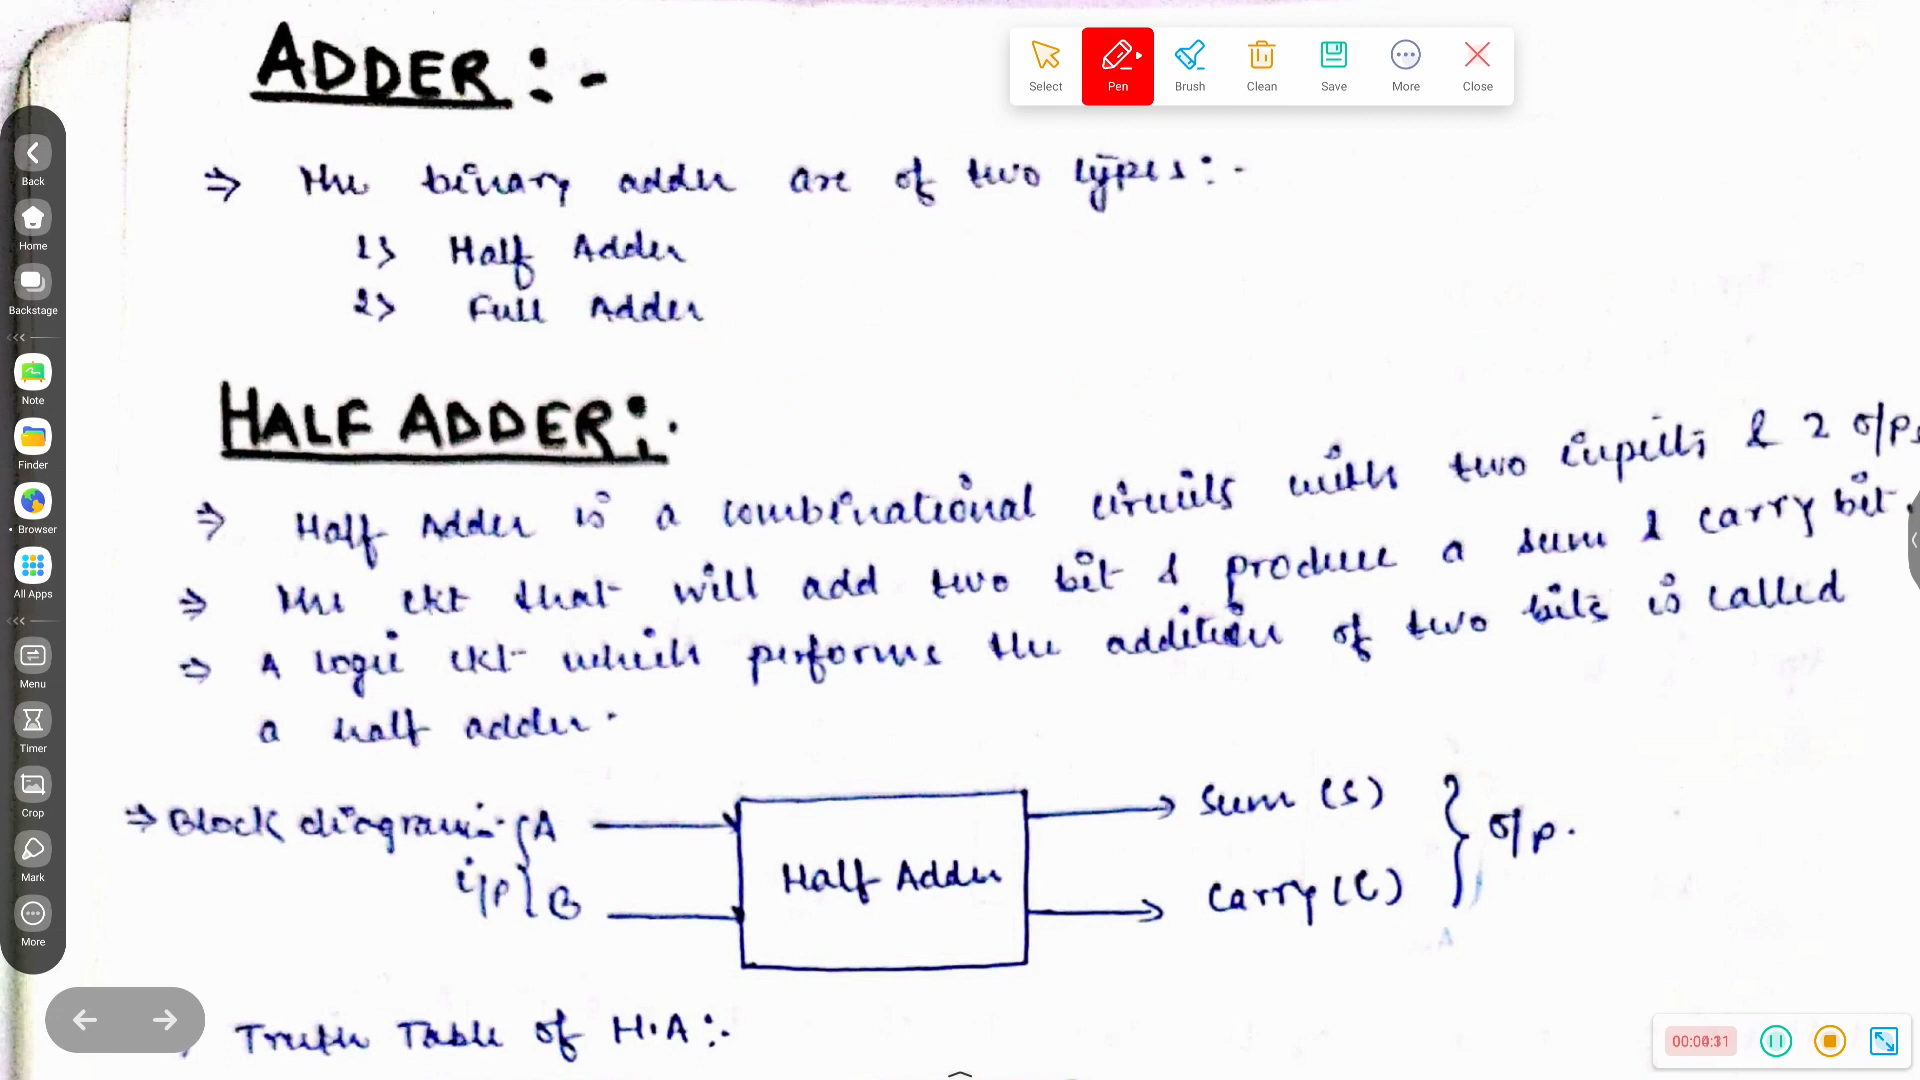 ADDER :-
⇒ The binary adder are of two types:-
1> Half Adder
2> Full Adder
HALF ADDER:-
⇒ Half Adder is a combinational circuits with two inputs & 2 o/ps
⇒ The ckt that will add two bit & produce a sum & carry bit.
⇒ A logic ckt which performs the addition of two bits is called
a half adder.
⇒ Block diagram:- A
i/p
B
Half Adder
Sum (S)
Carry (C)
o/p.
Truth Table of H.A:-
Select
Pen
Brush
Clean
Save
More
Close
Back
Home
Backstage
Note
Finder
Browser
All Apps
Menu
Timer
Crop
Mark
More
00:04:31